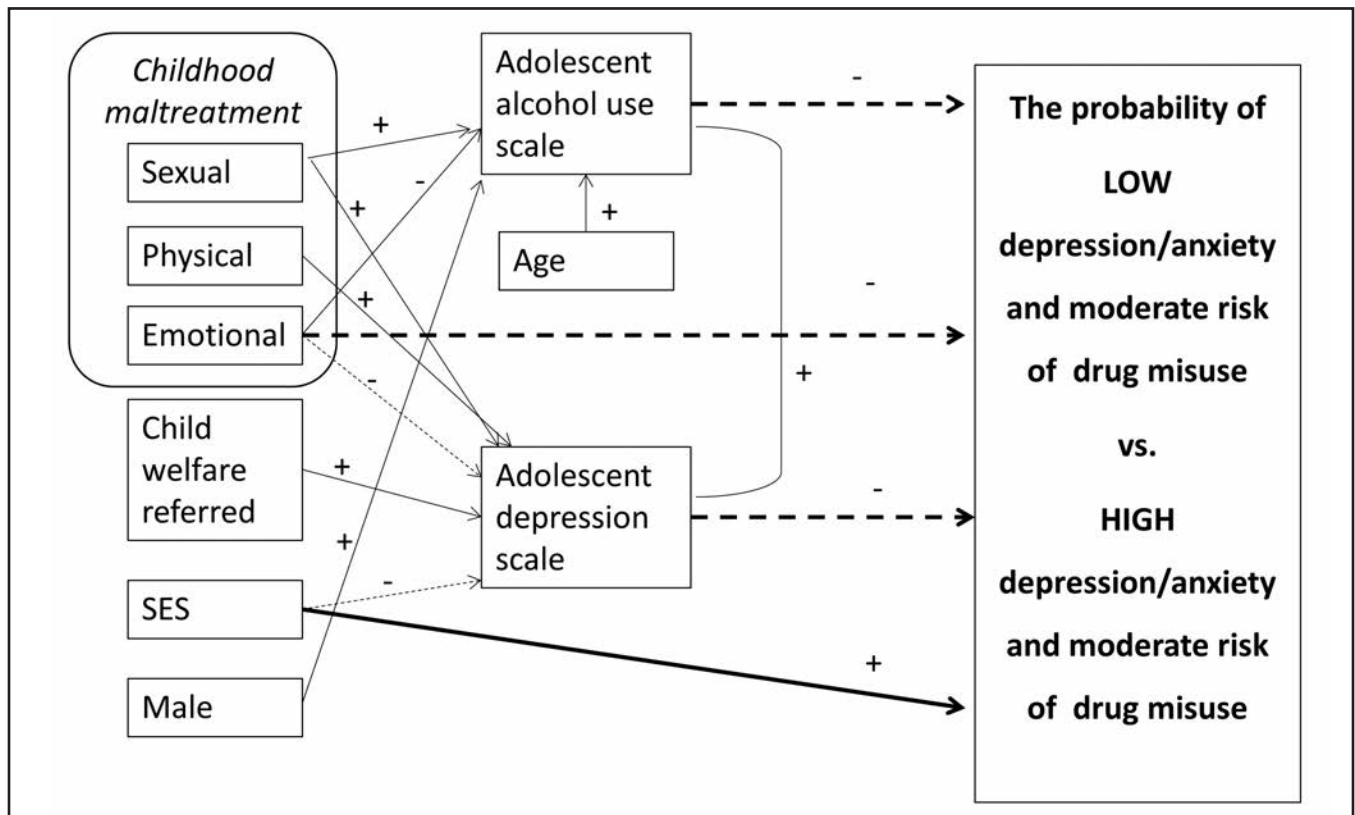 Childhood
maltreatment
Sexual
Physical
Emotional
Child
welfare
referred
SES
Male
+
-
+
+
-
+
+
-
Adolescent
alcohol use
scale
+
Age
Adolescent
depression
scale
+
-
-
-
+
The probability of
LOW
depression/anxiety
and moderate risk
of drug misuse
vs.
HIGH
depression/anxiety
and moderate risk
of drug misuse